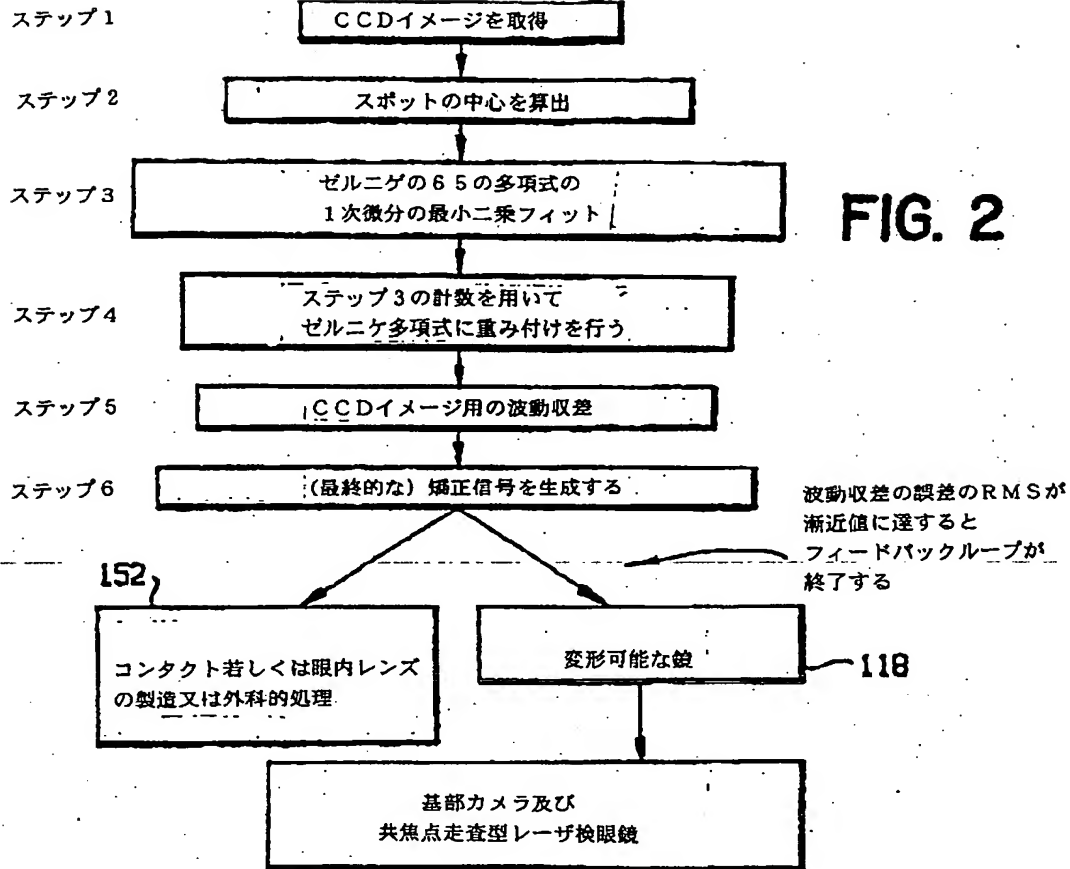 ステップ1
CCDイメージを取得
ステップ2
スポットの中心を算出
ステップ3
ゼルニゲの65の多項式の
1次微分の最小二乗フィット
FIG. 2
ステップ4
ステップ3の計数を用いて
ゼルニケ多項式に重み付けを行う
ステップ5
CCDイメージ用の波動収差
ステップ6
(最終的な)矯正信号を生成する
波動収差の誤差のRMSが
漸近値に達すると
フィードバックループが
終了する
152
コンタクト若しくは眼内レンズ
の製造又は外科的処理
変形可能な鏡
118
基部カメラ及び
共焦点走査型レーザ検眼鏡